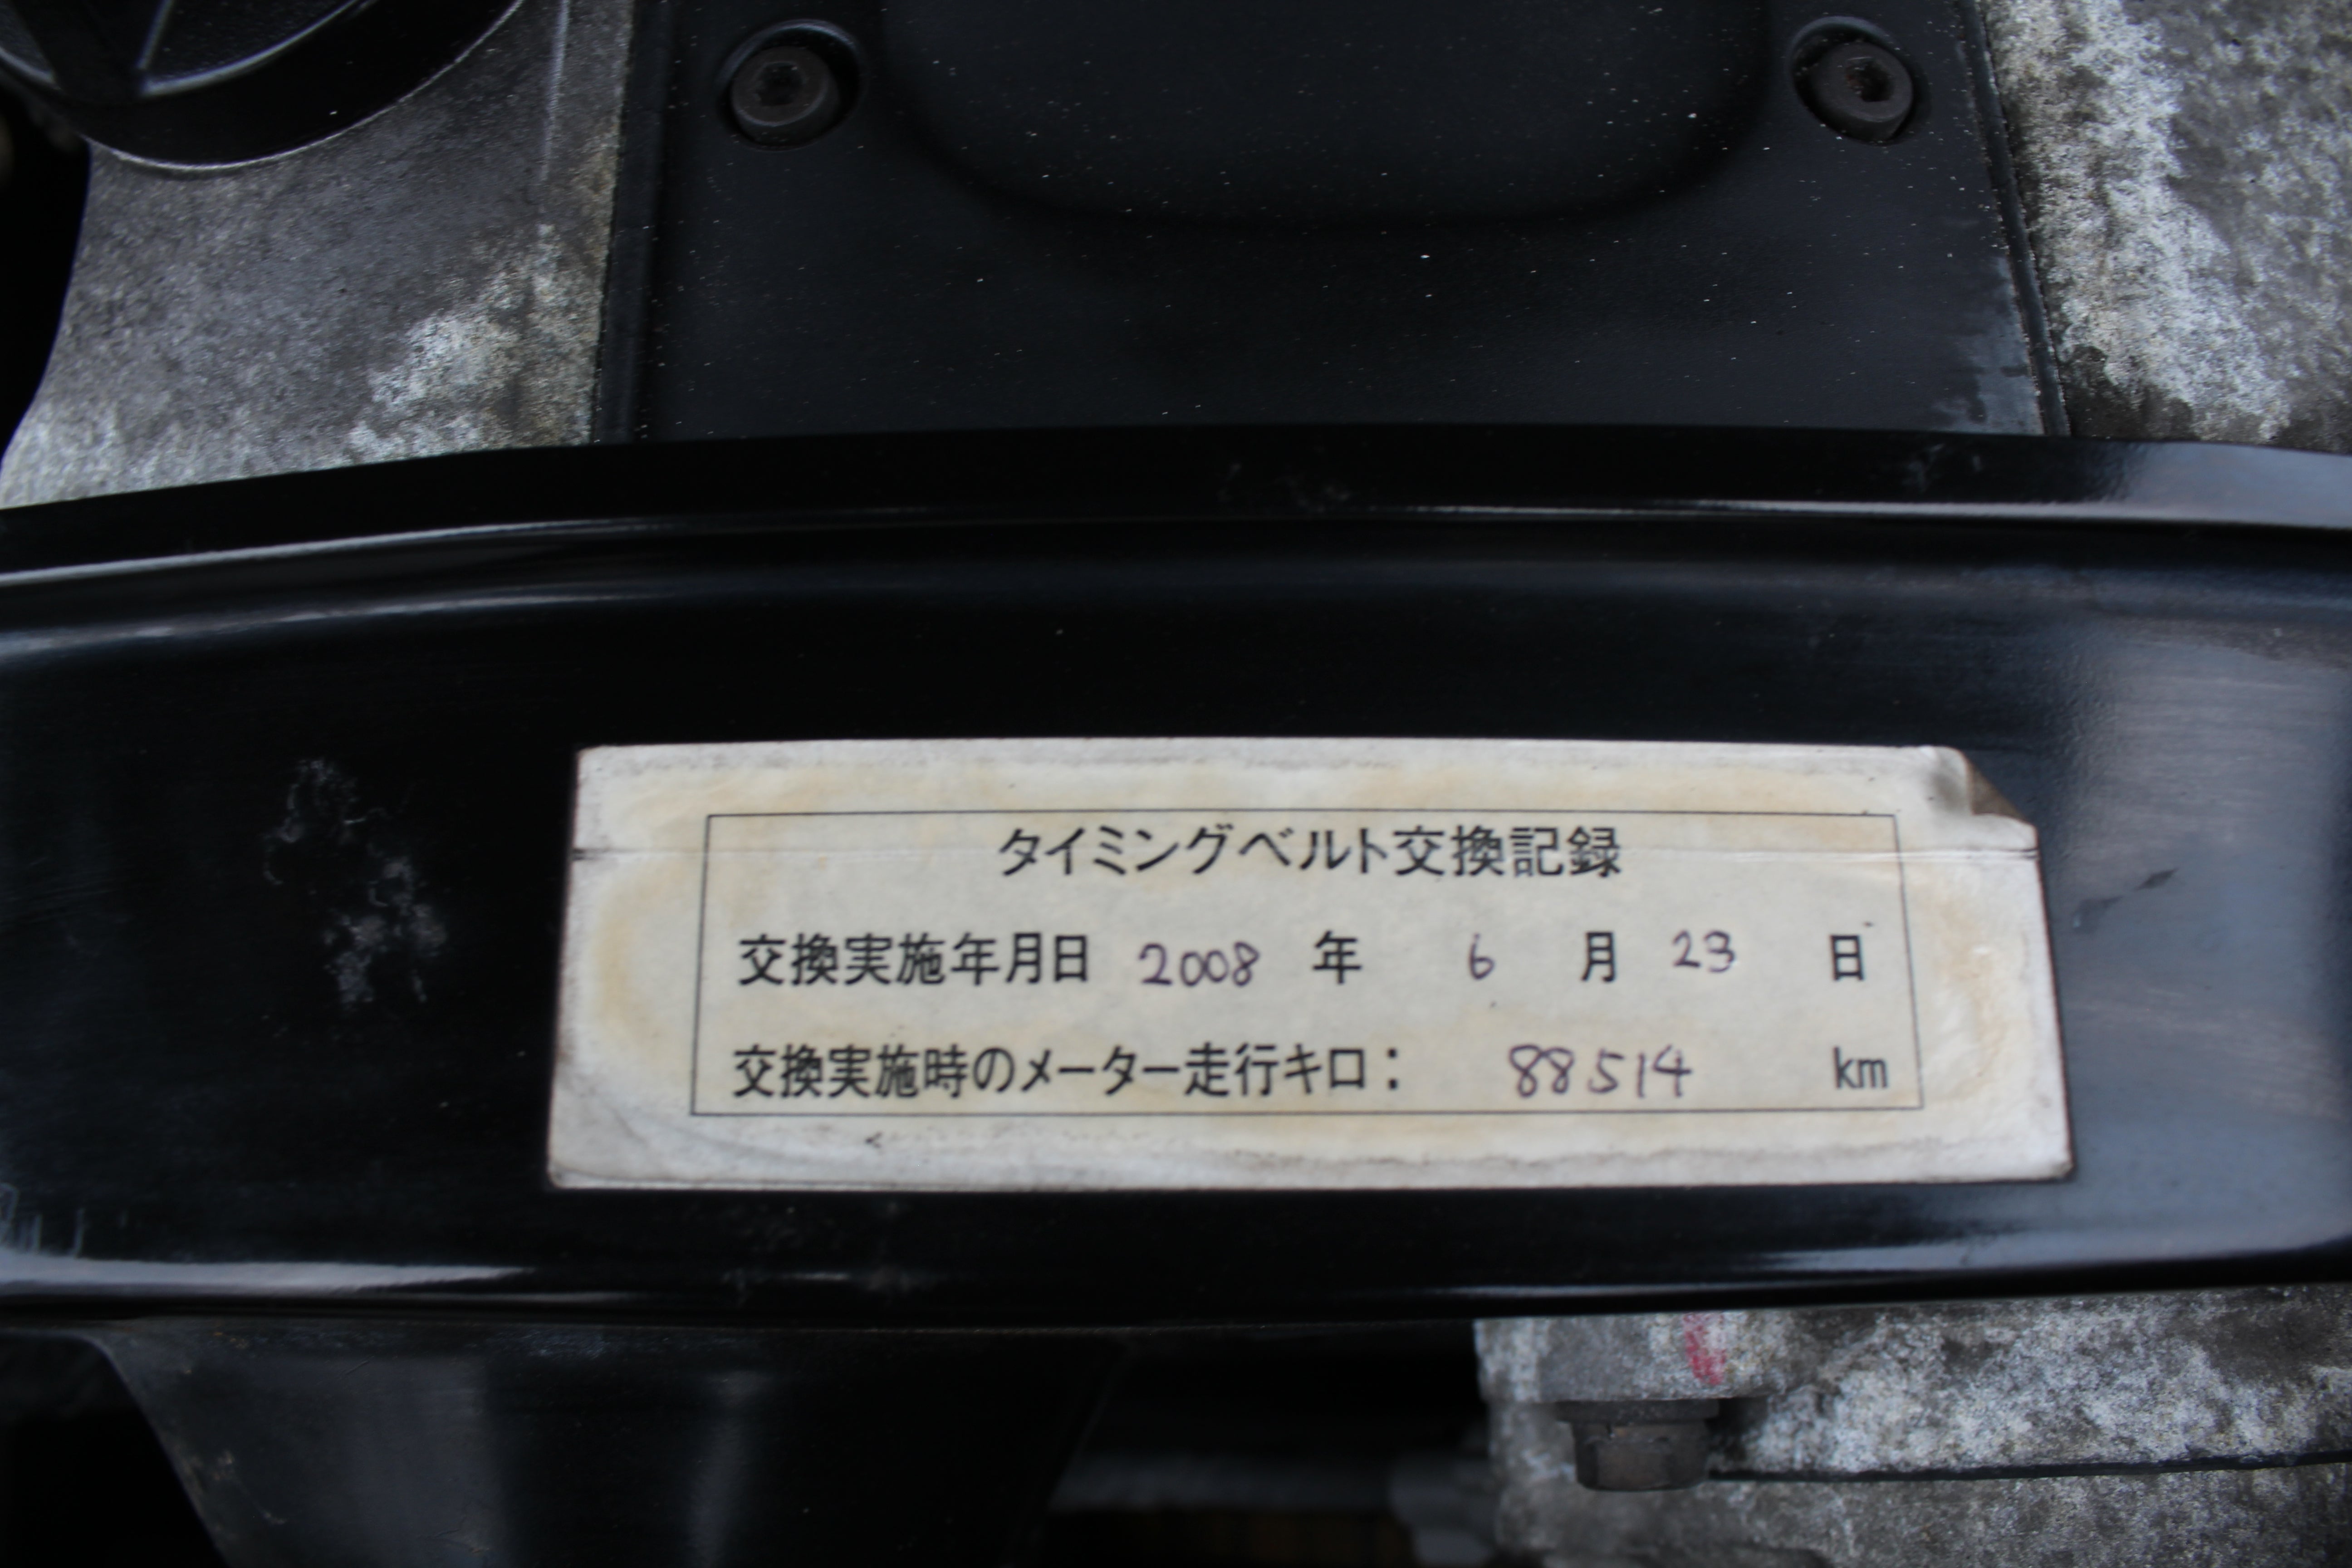 タイミングベルト交換記録
交換実施年月日 2008 年 6 月 23 日
交換実施時のメーター走行キロ： 88514 km